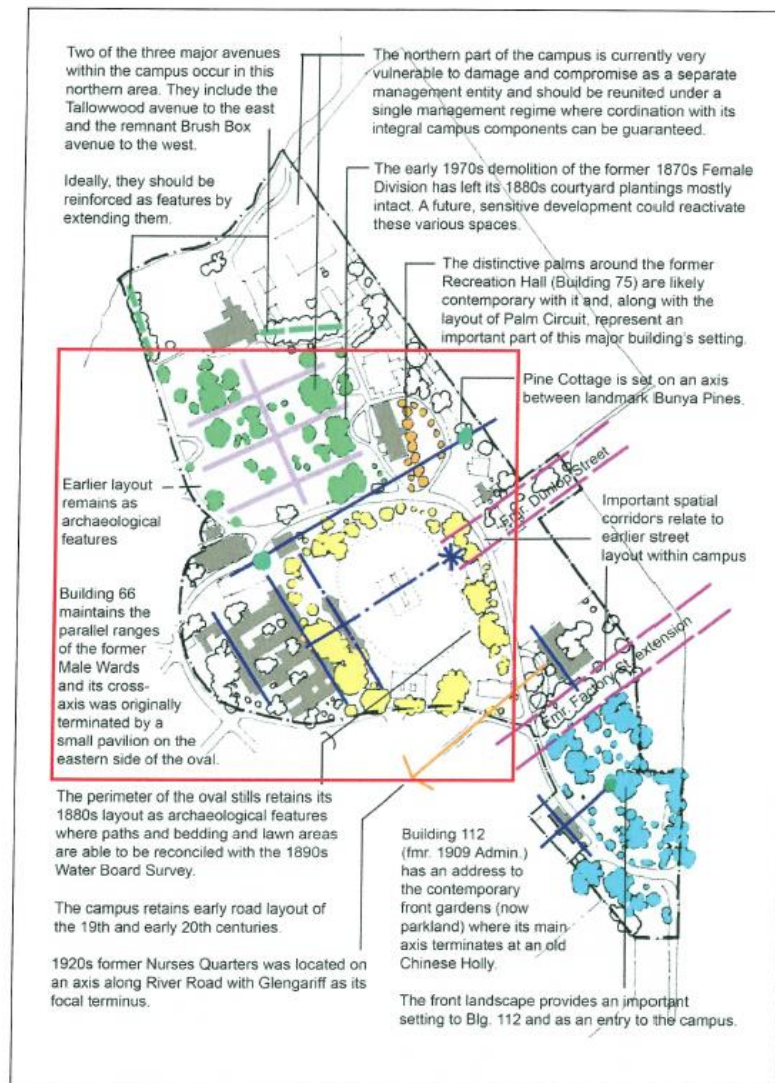 Two of the three major avenues
within the campus occur in this
northern area. They include the
Tallowwood avenue to the east
and the remnant Brush Box
avenue to the west.
Ideally, they should be
reinforced as features by
extending them.
The northern part of the campus is currently very
vulnerable to damage and compromise as a separate
management entity and should be reunited under a
single management regime where cordination with its
integral campus components can be guaranteed.
The early 1970s demolition of the former 1870s Female
Division has left its 1880s courtyard plantings mostly
intact. A future, sensitive development could reactivate
these various spaces.
The distinctive palms around the former
Recreation Hall (Building 75) are likely
contemporary with it and, along with the
layout of Palm Circuit, represent an
important part of this major building's setting.
Pine Cottage is set on an axis
between landmark Bunya Pines.
Fmr. Dunlop Street
Earlier layout
remains as
archaeological
features
Important spatial
corridors relate to
earlier street
layout within campus
Building 66
maintains the
parallel ranges
of the former
Male Wards
and its cross-
axis was originally
terminated by a
small pavilion on the
eastern side of the oval.
Fmr. Factory St. extension
The perimeter of the oval stills retains its
1880s layout as archaeological features
where paths and bedding and lawn areas
are able to be reconciled with the 1890s
Water Board Survey.
The campus retains early road layout of
the 19th and early 20th centuries.
1920s former Nurses Quarters was located on
an axis along River Road with Glengariff as its
focal terminus.
Building 112
(fmr. 1909 Admin.)
has an address to
the contemporary
front gardens (now
parkland) where its main
axis terminates at an old
Chinese Holly.
The front landscape provides an important
setting to Blg. 112 and as an entry to the campus.